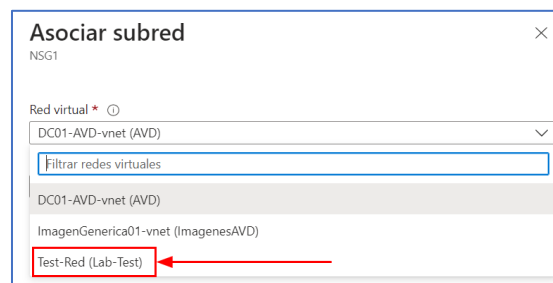 Asociar subred
NSG1
Red virtual *
DC01-AVD-vnet (AVD)
Filtrar redes virtuales
DC01-AVD-vnet (AVD)
ImagenGenerica01-vnet (ImagenesAVD)
Test-Red (Lab-Test)